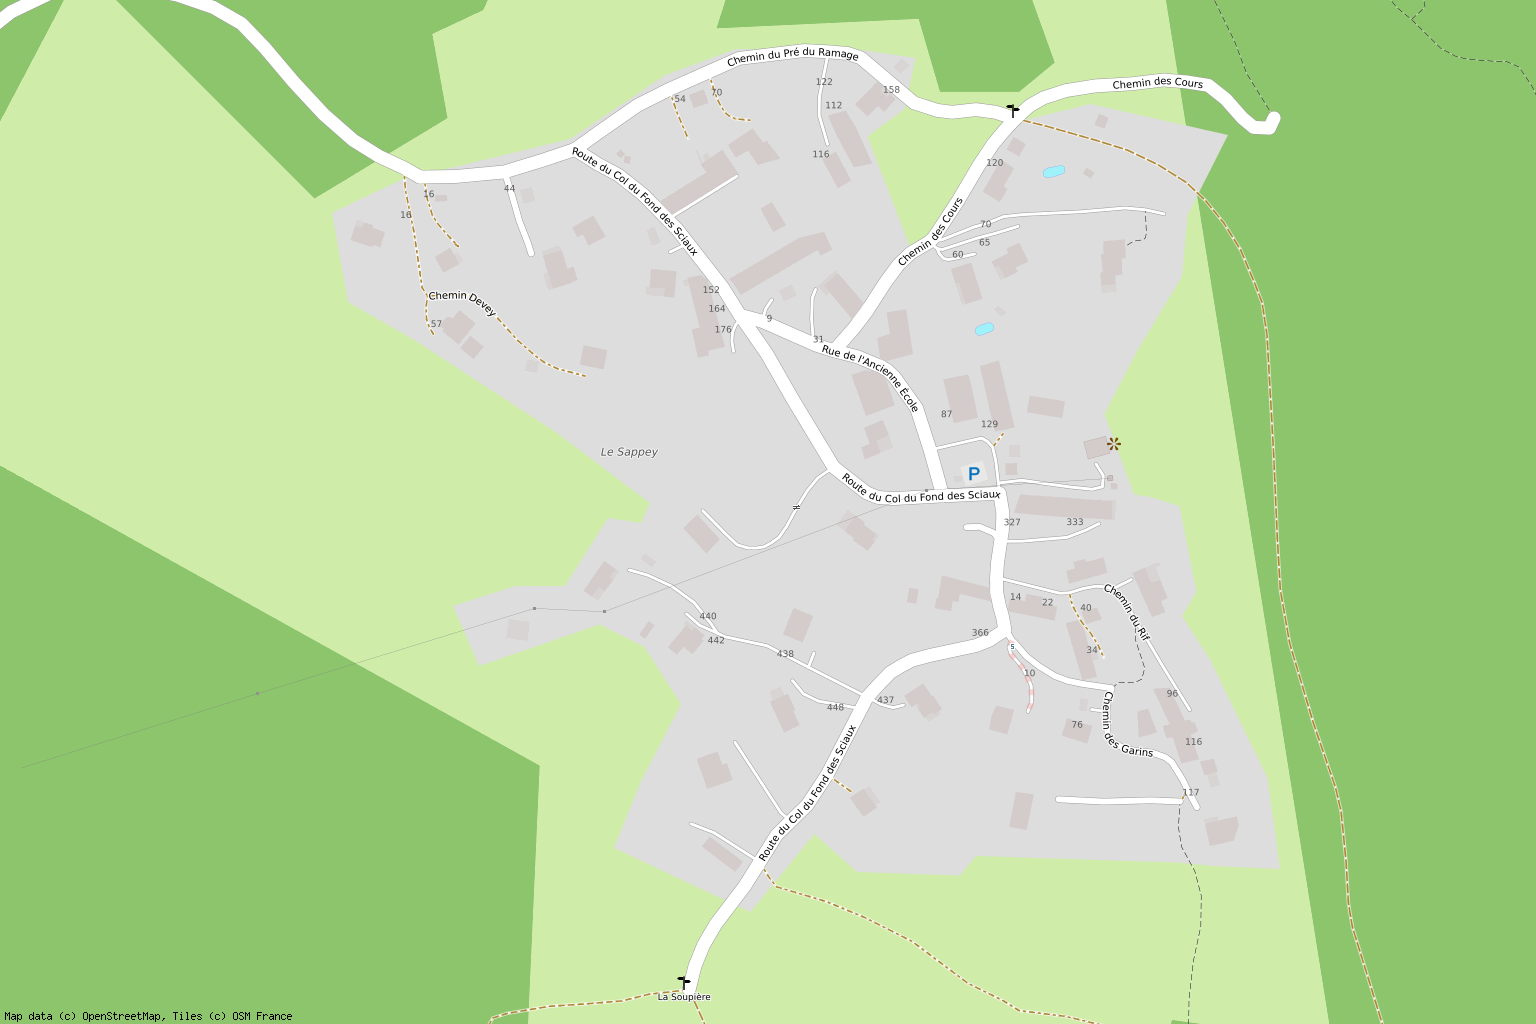 Chemin du Pré du Ramage
Chemin des Cours
122
54
70
158
112
116
120
Route du Col du Fond des Sciaux
16
44
16
Chemin des Cours
70
65
60
Chemin Devey
152
164
9
57
176
31
Rue de l'Ancienne École
87
129
Le Sappey
P
Route du Col du Fond des Sciaux
≠
327
333
14
22
40
Chemin du Rif
440
442
366
5
438
34
10
96
448
437
76
Chemin des Garins
116
Route du Col du Fond des Sciaux
117
La Soupière
Map data (c) OpenStreetMap, Tiles (c) OSM France